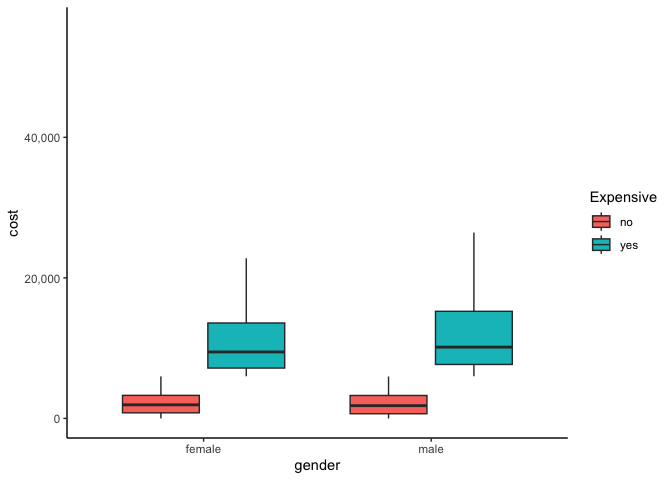 cost
40,000
20,000
0
female
male
gender
Expensive
no
yes